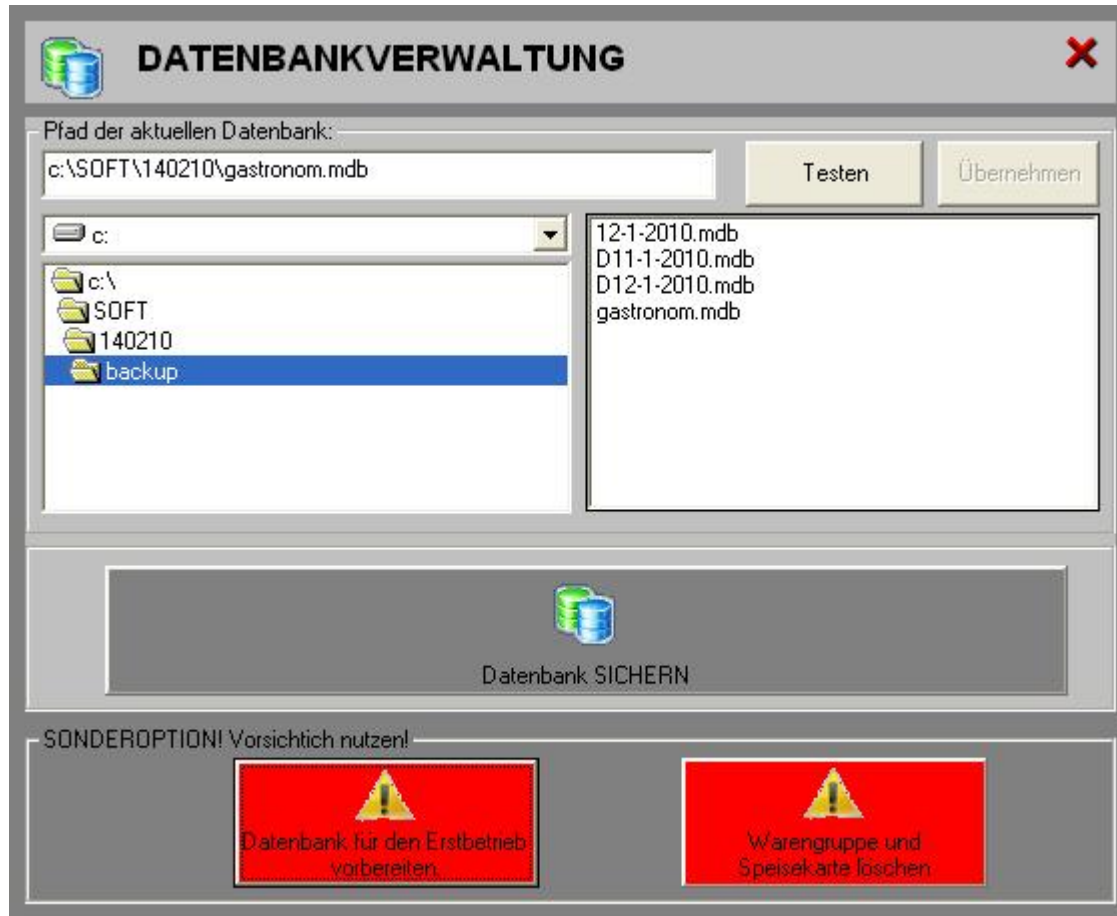 DATENBANKVERWALTUNG
Pfad der aktuellen Datenbank:
c:\SOFT\140210\gastronom.mdb
Testen
Übernehmen
c:
12-1-2010.mdb
D11-1-2010.mdb
D12-1-2010.mdb
gastronom.mdb
c:\
SOFT
140210
backup
Datenbank SICHERN
SONDEROPTION! Vorsichtich nutzen!
Datenbank für den Erstbetrieb
vorbereiten.
Warengruppe und
Speisekarte löschen